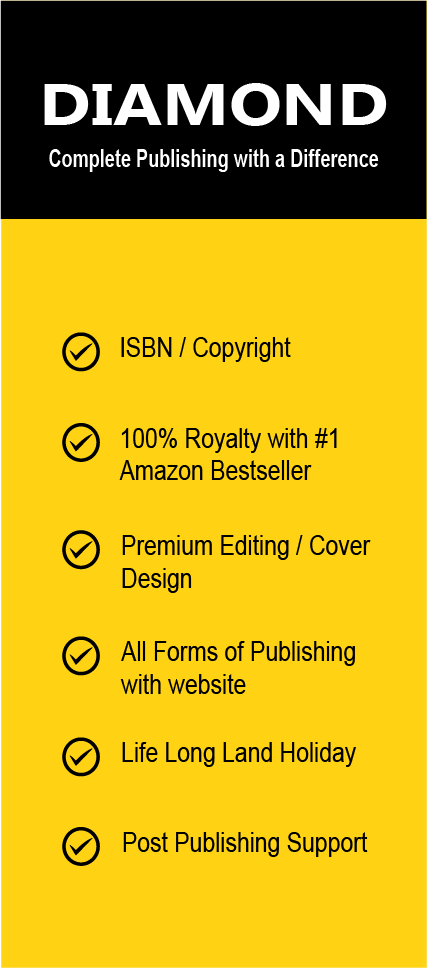 DIAMOND
Complete Publishing with a Difference
ISBN / Copyright
100% Royalty with #1
Amazon Bestseller
Premium Editing / Cover
Design
All Forms of Publishing
with website
Life Long Land Holiday
Post Publishing Support